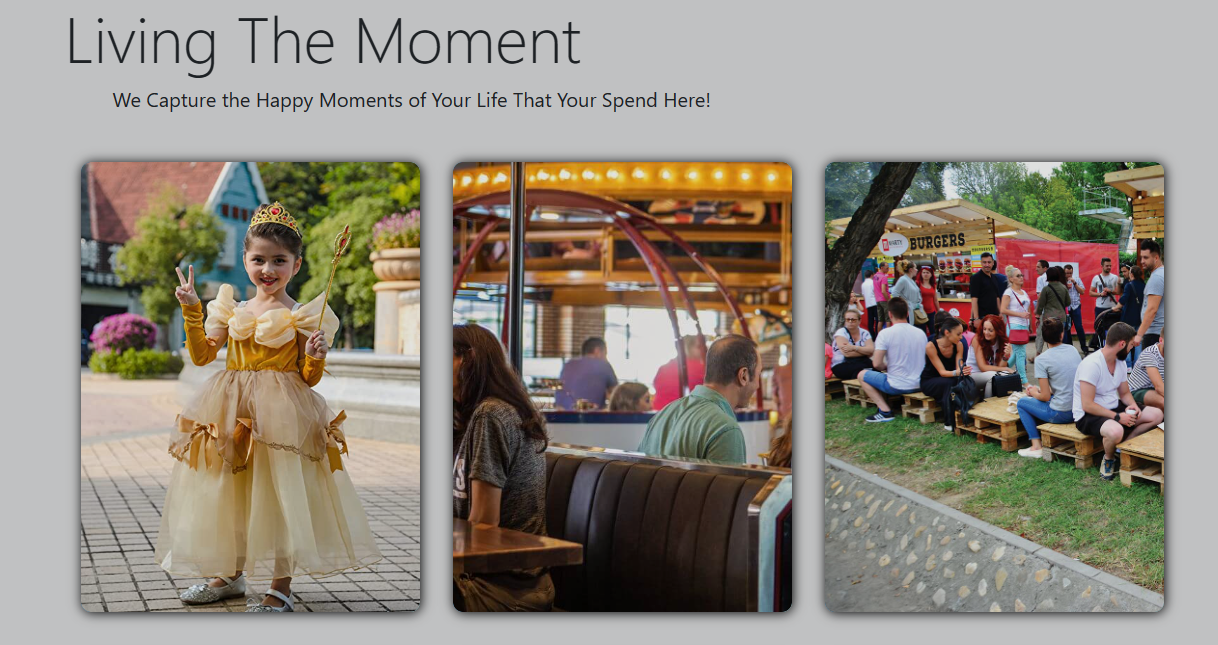 Living The Moment
We Capture the Happy Moments of Your Life That Your Spend Here!
BURGERS